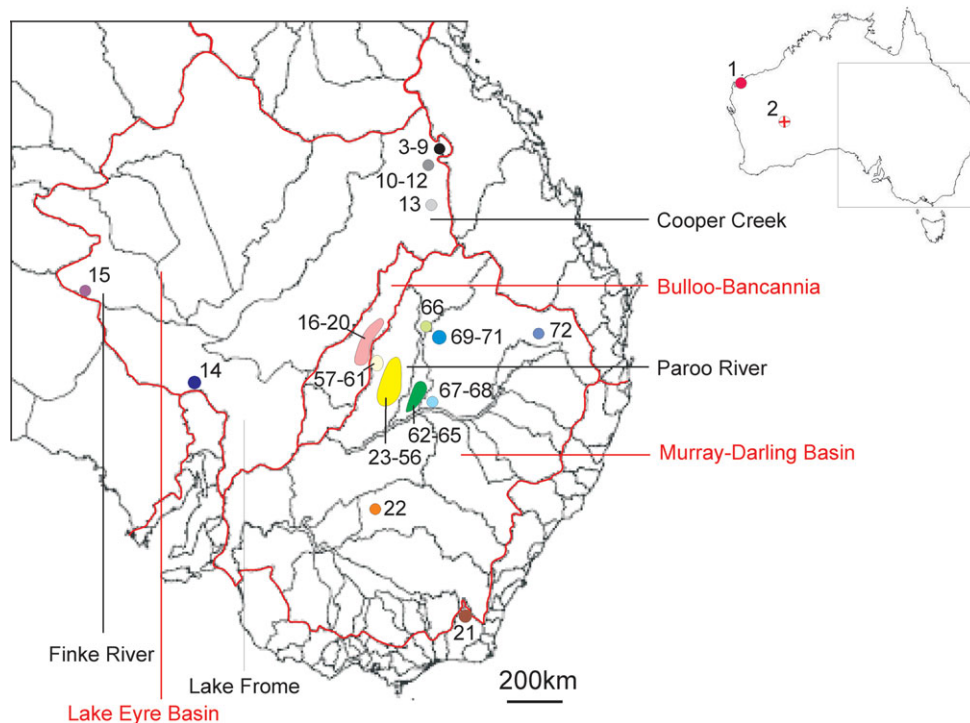 1
2
3-9
10-12
13
Cooper Creek
15
Bulloo-Bancannia
66
16-20
69-71
72
57-61
Paroo River
14
67-68
62-65
23-56
Murray-Darling Basin
22
21
Finke River
Lake Frome
200km
Lake Eyre Basin